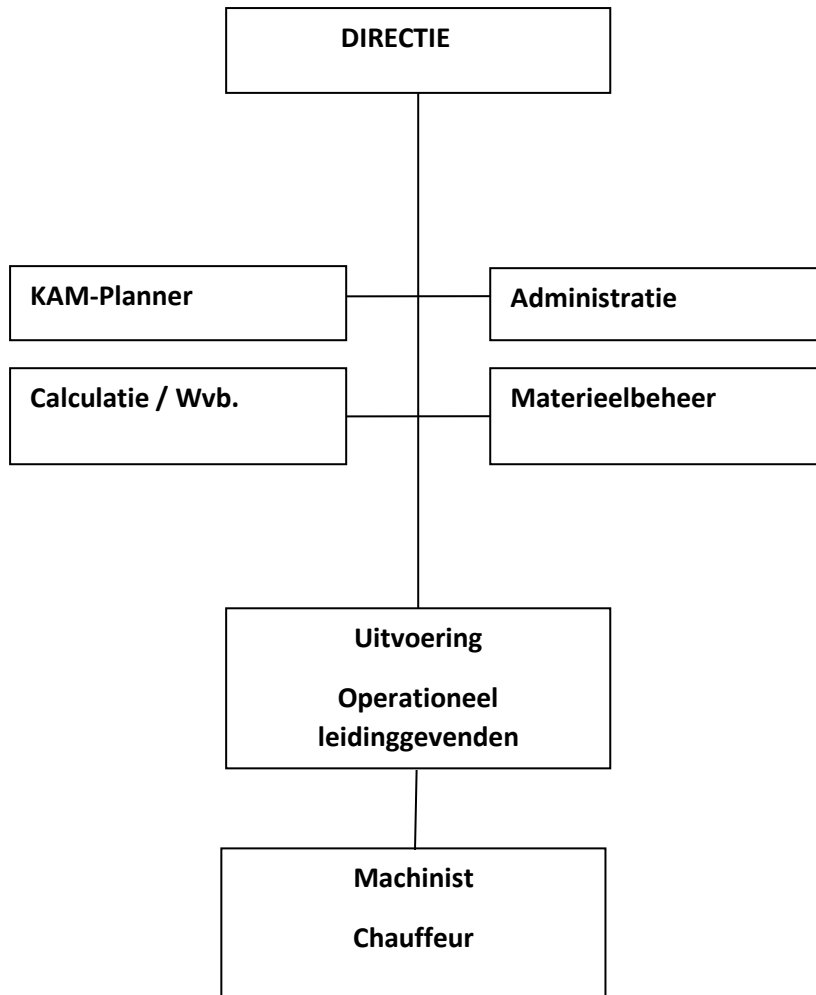 DIRECTIE
KAM-Planner
Administratie
Calculatie / Wvb.
Materieelbeheer
Uitvoering
Operationeel
leidinggevenden
Machinist
Chauffeur